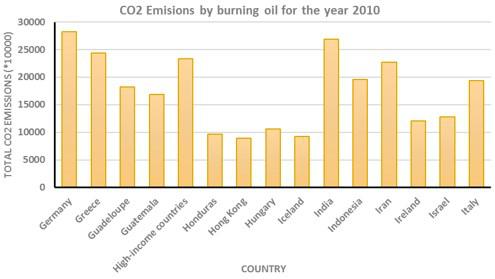 CO2 Emisions by burning oil for the year 2010
TOTAL CO2 EMISSIONS (*10000)
30000
25000
20000
15000
10000
5000
0
Germany
Greece
Guadeloupe
Guatemala
High-income countries
Honduras
Hong Kong
Hungary
Iceland
India
Indonesia
Iran
Ireland
Israel
Italy
COUNTRY